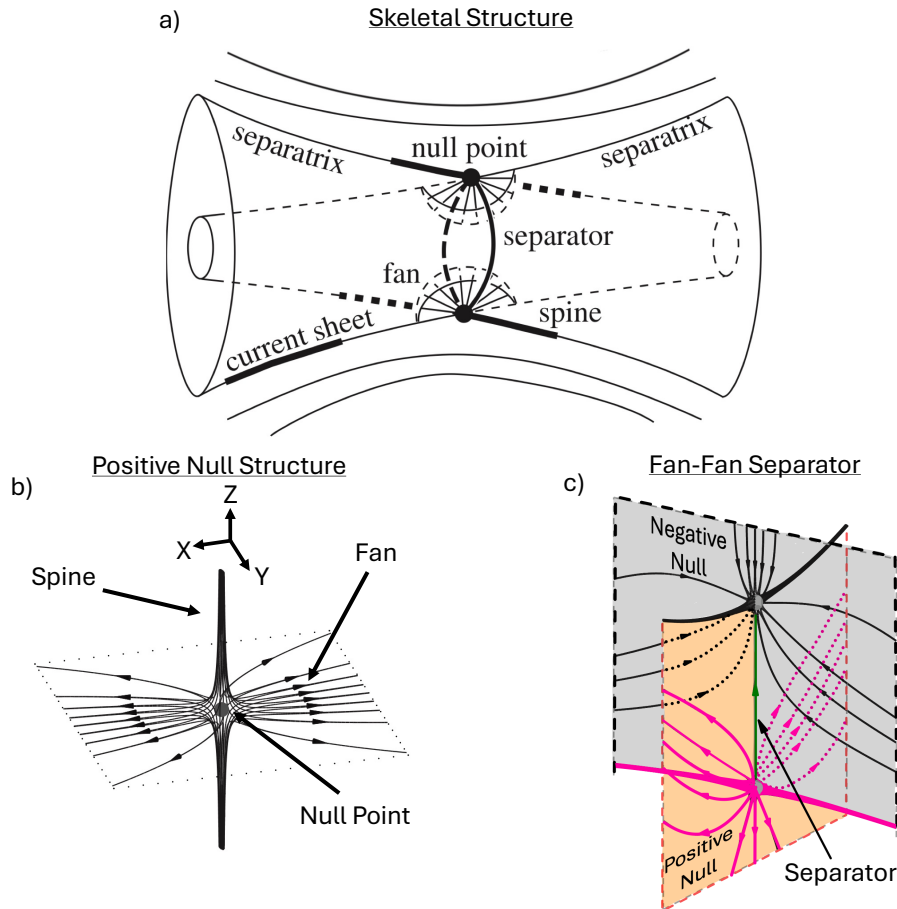 a)
Skeletal Structure
separatrix
null point
separatrix
separator
fan
spine
current sheet
Positive Null Structure
b)
Z
X
Y
Spine
Fan
Null Point
Fan-Fan Separator
c)
Negative
Null
Positive
Null
Separator